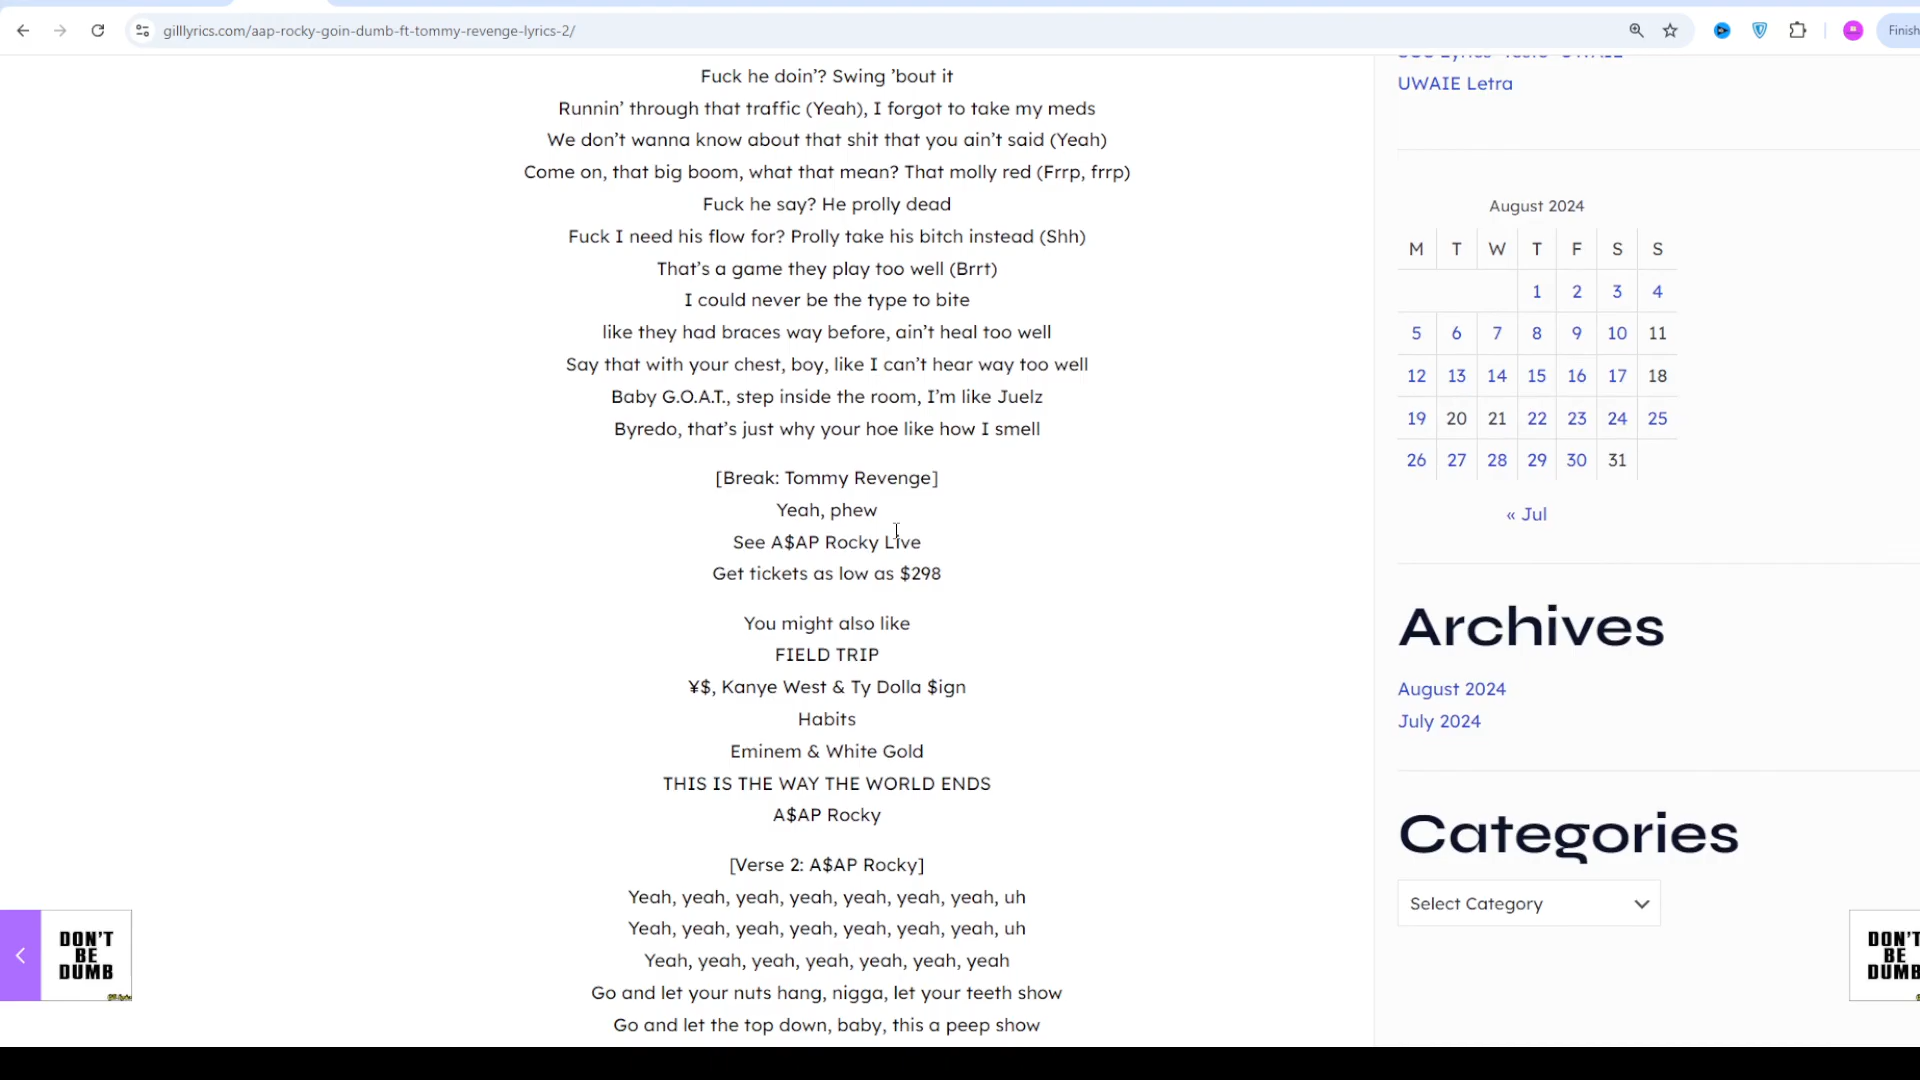 gilllyrics.com/aap-rocky-goin-dumb-ft-tommy-revenge-lyrics-2/
Finish
Fuck he doin’? Swing ’bout it
Runnin’ through that traffic (Yeah), I forgot to take my meds
We don’t wanna know about that shit that you ain’t said (Yeah)
Come on, that big boom, what that mean? That molly red (Frrp, frrp)
Fuck he say? He prolly dead
Fuck I need his flow for? Prolly take his bitch instead (Shh)
That’s a game they play too well (Brrt)
I could never be the type to bite
like they had braces way before, ain’t heal too well
Say that with your chest, boy, like I can’t hear way too well
Baby G.O.A.T., step inside the room, I’m like Juelz
Byredo, that’s just why your hoe like how I smell
[Break: Tommy Revenge]
Yeah, phew
See A$AP Rocky Live
Get tickets as low as $298
You might also like
FIELD TRIP
¥$, Kanye West & Ty Dolla $ign
Habits
Eminem & White Gold
THIS IS THE WAY THE WORLD ENDS
A$AP Rocky
[Verse 2: A$AP Rocky]
Yeah, yeah, yeah, yeah, yeah, yeah, yeah, uh
Yeah, yeah, yeah, yeah, yeah, yeah, yeah, uh
Yeah, yeah, yeah, yeah, yeah, yeah, yeah
Go and let your nuts hang, nigga, let your teeth show
Go and let the top down, baby, this a peep show
UWAIE Letra
August 2024
M T W T F S S
1 2 3 4
5 6 7 8 9 10 11
12 13 14 15 16 17 18
19 20 21 22 23 24 25
26 27 28 29 30 31
« Jul
Archives
August 2024
July 2024
Categories
Select Category
DON’T
BE
DUMB
DON’T
BE
DUMB